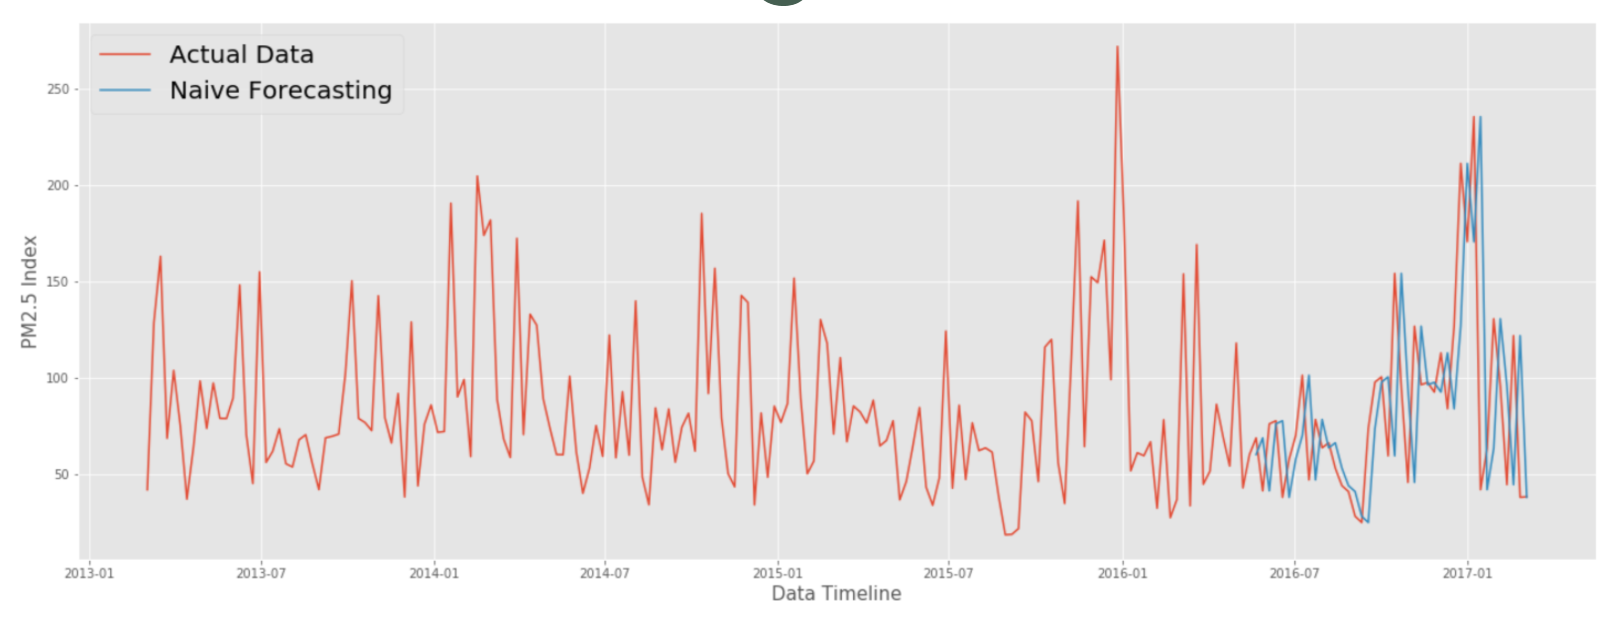 Actual Data
Naive Forecasting
250
200
150
100
50
PM2.5 Index
2013-01 2013-07 2014-01 2014-07 2015-01 2015-07 2016-01 2016-07 2017-01
Data Timeline